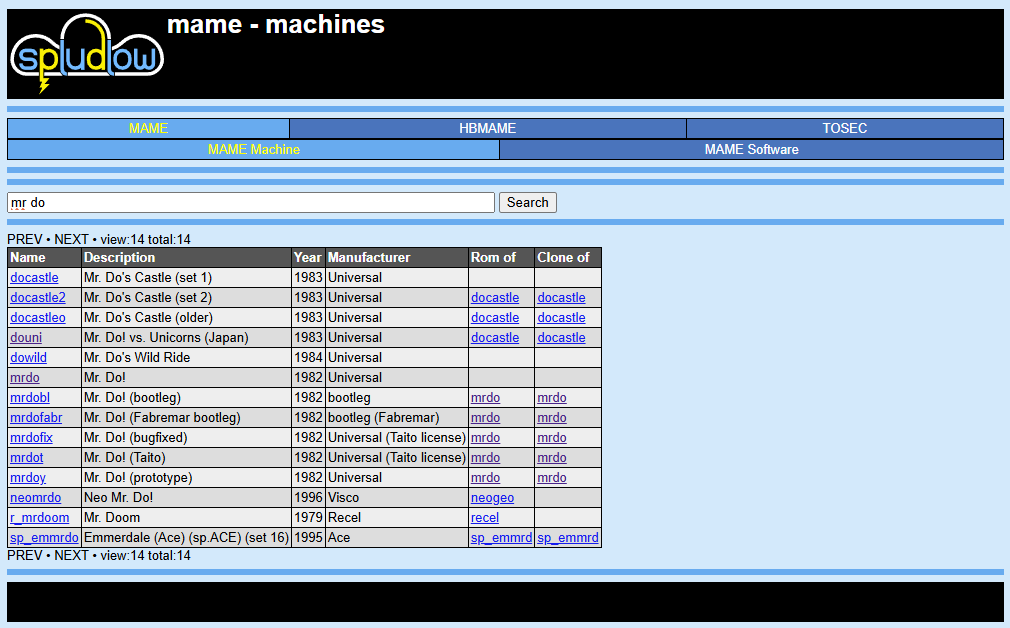 spludlow
mame - machines
MAME HBMAME TOSEC
MAME Machine MAME Software
mr do Search
PREV • NEXT • view:14 total:14
Name Description Year Manufacturer Rom of Clone of
docastle Mr. Do's Castle (set 1) 1983 Universal
docastle2 Mr. Do's Castle (set 2) 1983 Universal docastle docastle
docastleo Mr. Do's Castle (older) 1983 Universal docastle docastle
douni Mr. Do! vs. Unicorns (Japan) 1983 Universal docastle docastle
dowild Mr. Do's Wild Ride 1984 Universal
mrdo Mr. Do! 1982 Universal
mrdobl Mr. Do! (bootleg) 1982 bootleg mrdo mrdo
mrdofabr Mr. Do! (Fabremar bootleg) 1982 bootleg (Fabremar) mrdo mrdo
mrdofix Mr. Do! (bugfixed) 1982 Universal (Taito license) mrdo mrdo
mrdot Mr. Do! (Taito) 1982 Universal (Taito license) mrdo mrdo
mrdoy Mr. Do! (prototype) 1982 Universal mrdo mrdo
neomrdo Neo Mr. Do! 1996 Visco neogeo
r_mrdoom Mr. Doom 1979 Recel recel
sp_emmrdo Emmerdale (Ace) (sp.ACE) (set 16) 1995 Ace sp_emmrd sp_emmrd
PREV • NEXT • view:14 total:14